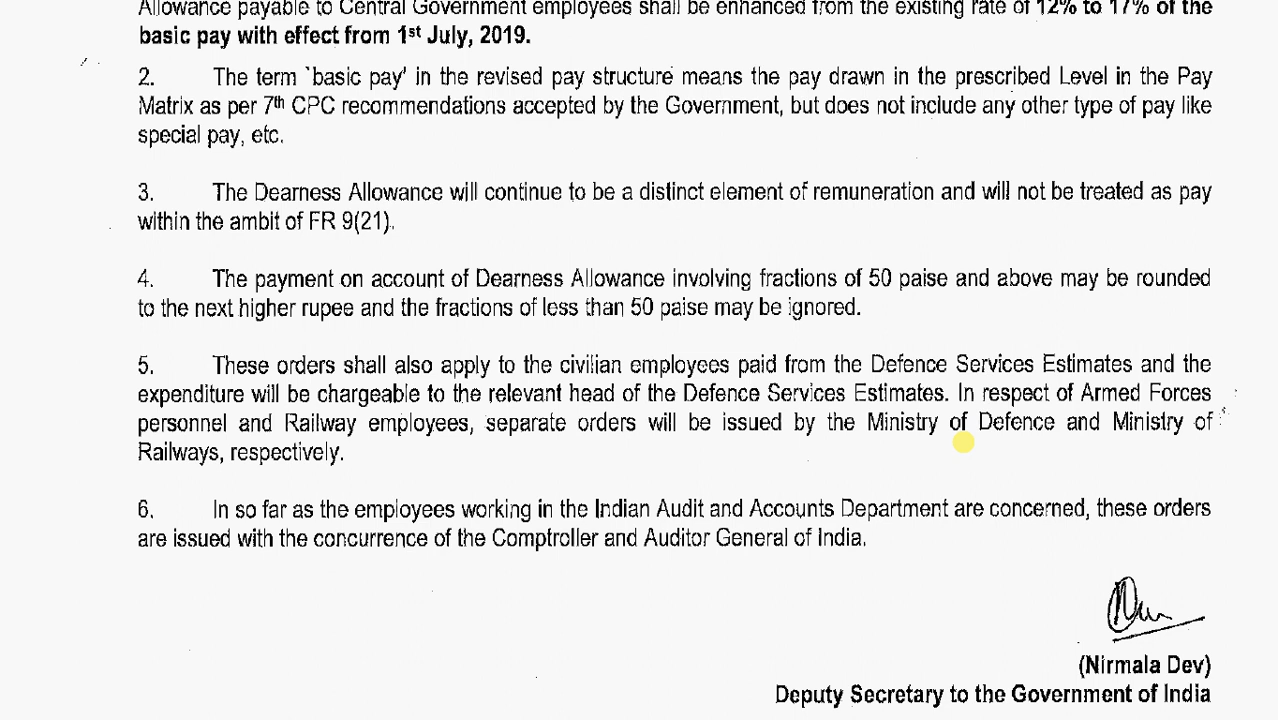 Allowance payable to Central Government employees shall be enhanced from the existing rate of 12% to 17% of the
basic pay with effect from 1st July, 2019.
2. The term `basic pay' in the revised pay structure means the pay drawn in the prescribed Level in the Pay
Matrix as per 7th CPC recommendations accepted by the Government, but does not include any other type of pay like
special pay, etc.
3. The Dearness Allowance will continue to be a distinct element of remuneration and will not be treated as pay
within the ambit of FR 9(21).
4. The payment on account of Dearness Allowance involving fractions of 50 paise and above may be rounded
to the next higher rupee and the fractions of less than 50 paise may be ignored.
5. These orders shall also apply to the civilian employees paid from the Defence Services Estimates and the
expenditure will be chargeable to the relevant head of the Defence Services Estimates. In respect of Armed Forces
personnel and Railway employees, separate orders will be issued by the Ministry of Defence and Ministry of
Railways, respectively.
6. In so far as the employees working in the Indian Audit and Accounts Department are concerned, these orders
are issued with the concurrence of the Comptroller and Auditor General of India.
(Nirmala Dev)
Deputy Secretary to the Government of India